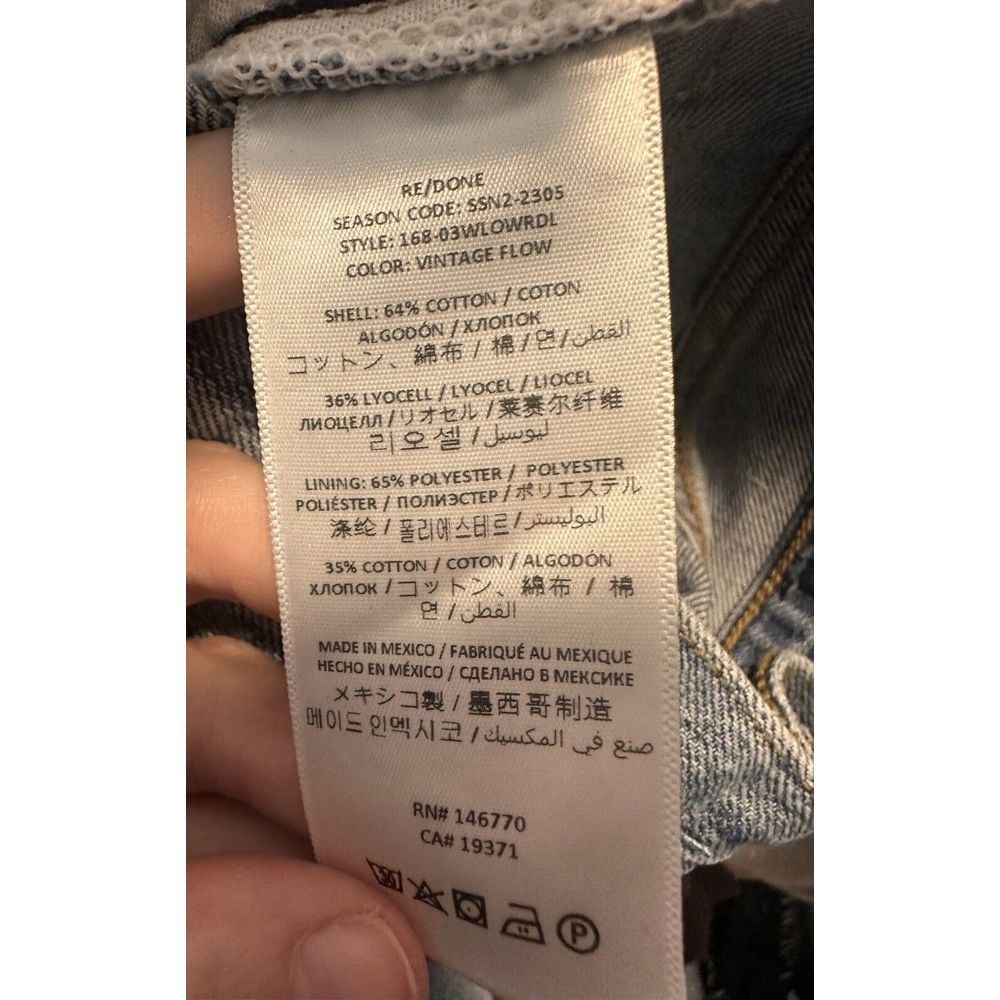 RE/DONE
SEASON CODE: SSN2-2305
STYLE: 168-03WLOWRDL
COLOR: VINTAGE FLOW
SHELL: 64% COTTON / COTON
ALGODÓN / ХЛОПОК
コットン、綿布 / 棉 / 면 / القطن
36% LYOCELL / LYOCEL / LIOCEL
ЛИОЦЕЛЛ / リオセル / 莱赛尔纤维
리오셀 / ليوسيل
LINING: 65% POLYESTER / POLYESTER
POLIÉSTER / ПОЛИЭСТЕР / ポリエステル
涤纶 / 폴리에스테르 / البوليستر
35% COTTON / COTON / ALGODÓN
ХЛОПОК / コットン、綿布 / 棉
면 / القطن
MADE IN MEXICO / FABRIQUÉ AU MEXIQUE
HECHO EN MÉXICO / СДЕЛАНО В МЕКСИКЕ
メキシコ製 / 墨西哥制造
메이드 인멕시코 / صنع في المكسيك
RN# 146770
CA# 19371
30
P